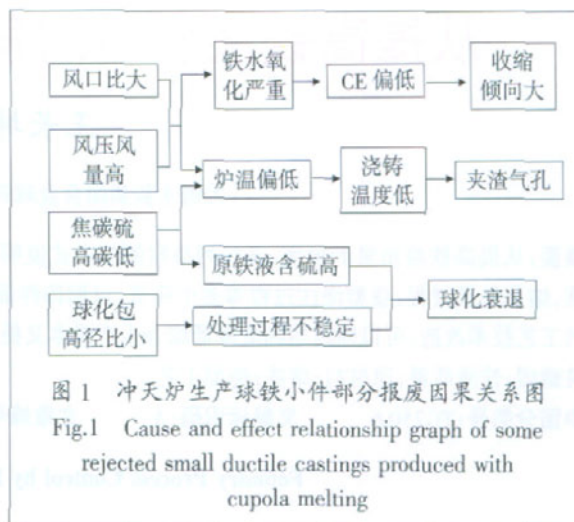 风口比大
风压风
量高
焦碳硫
高碳低
球化包
高径比小
铁水氧
化严重
CE 偏低
收缩
倾向大
炉温偏低
浇铸
温度低
夹渣气孔
原铁液含硫高
处理过程不稳定
球化衰退
图 1 冲天炉生产球铁小件部分报废因果关系图
Fig.1 Cause and effect relationship graph of some
rejected small ductile castings produced with
cupola melting